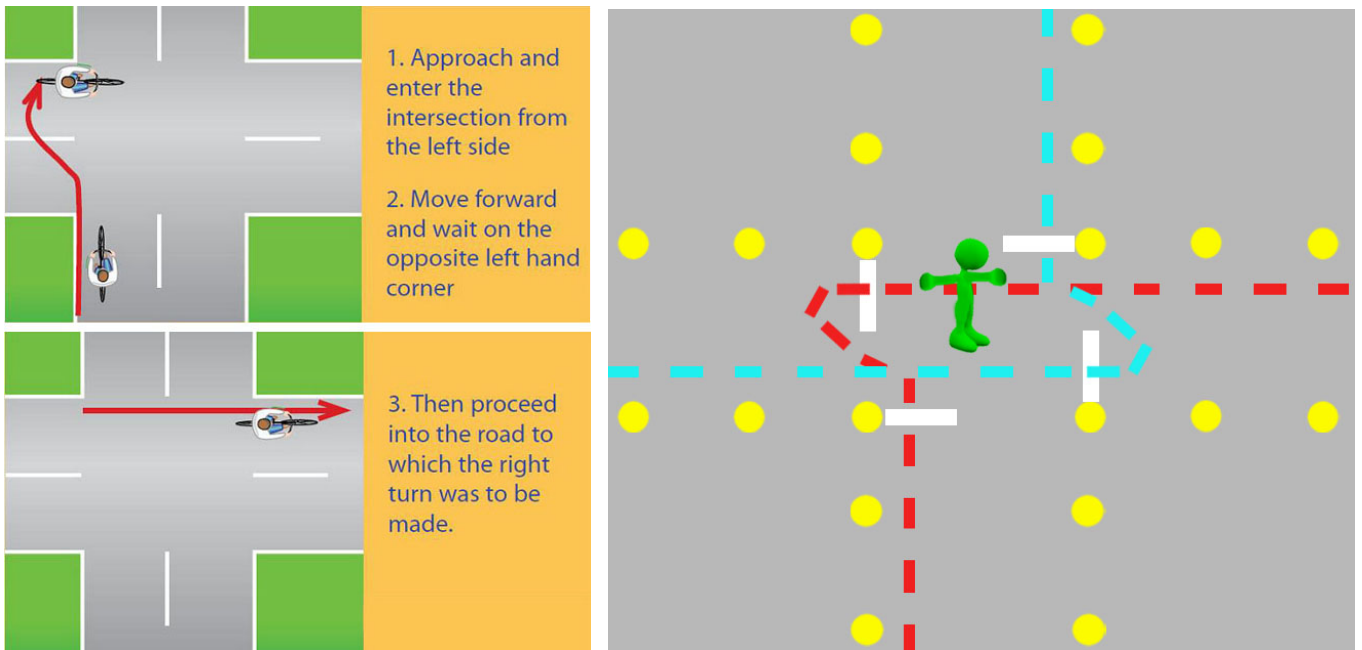 1. Approach and
enter the
intersection from
the left side
2. Move forward
and wait on the
opposite left hand
corner
3. Then proceed
into the road to
which the right
turn was to be
made.